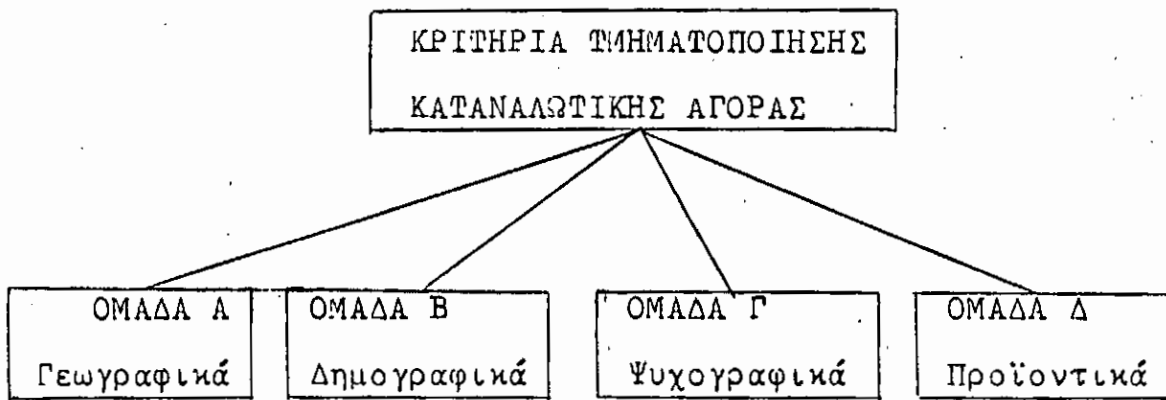 ΚΡΙΤΗΡΙΑ ΤΜΗΜΑΤΟΠΟΙΗΣΗΣ
ΚΑΤΑΝΑΛΩΤΙΚΗΣ ΑΓΟΡΑΣ
ΟΜΑΔΑ Α
Γεωγραφικά
ΟΜΑΔΑ Β
Δημογραφικά
ΟΜΑΔΑ Γ
Ψυχογραφικά
ΟΜΑΔΑ Δ
Προϊοντικά